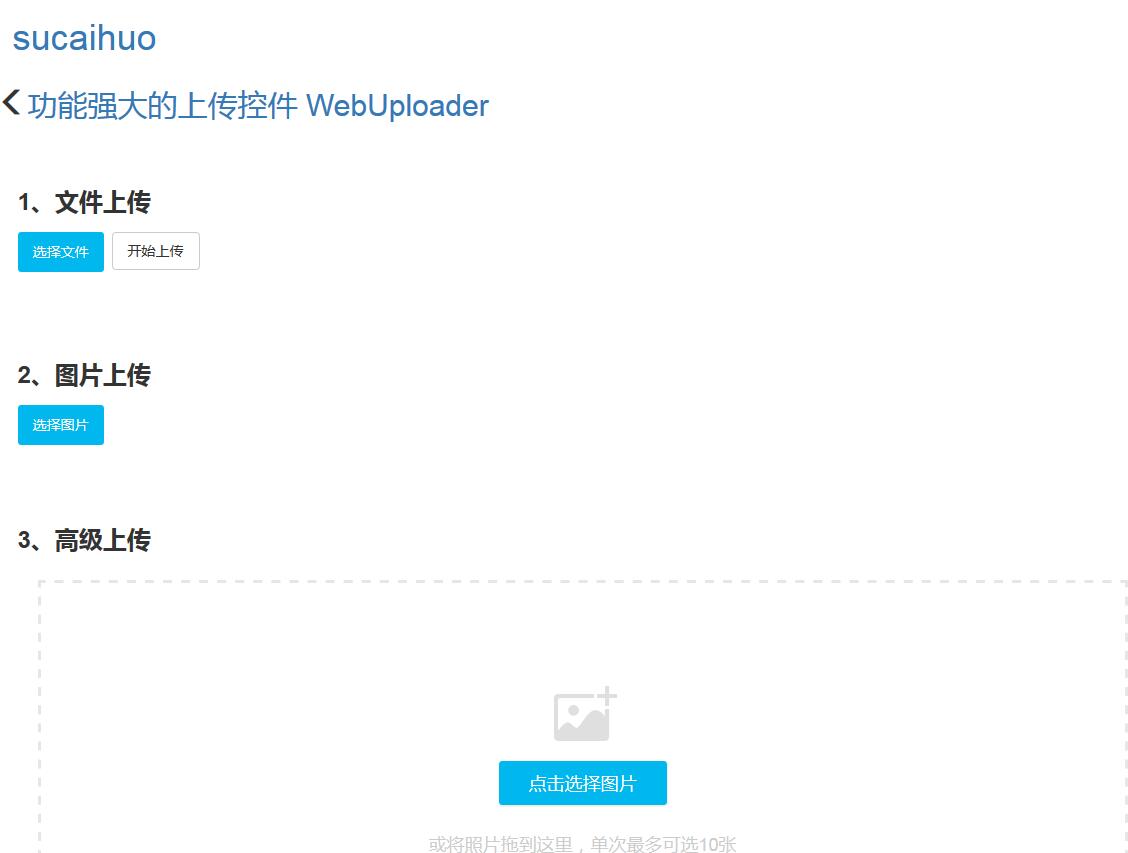 sucaihuo
功能强大的上传控件 WebUploader
1、文件上传
选择文件 开始上传
2、图片上传
选择图片
3、高级上传
点击选择图片
或将照片拖到这里，单次最多可选10张